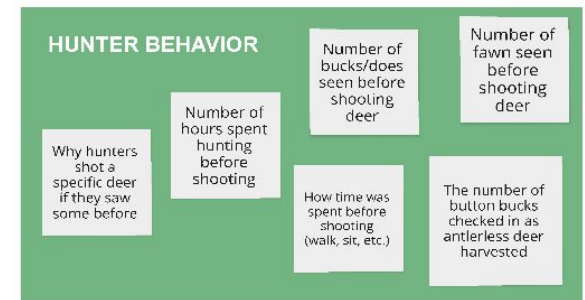 HUNTER BEHAVIOR
Why hunters
shot a
specific deer
if they saw
some before
Number of
hours spent
hunting
before
shooting
Number of
bucks/does
seen before
shooting
deer
Number of
fawn seen
before
shooting
deer
How time was
spent before
shooting
(walk, sit, etc.)
The number of
button bucks
checked in as
antlerless deer
harvested